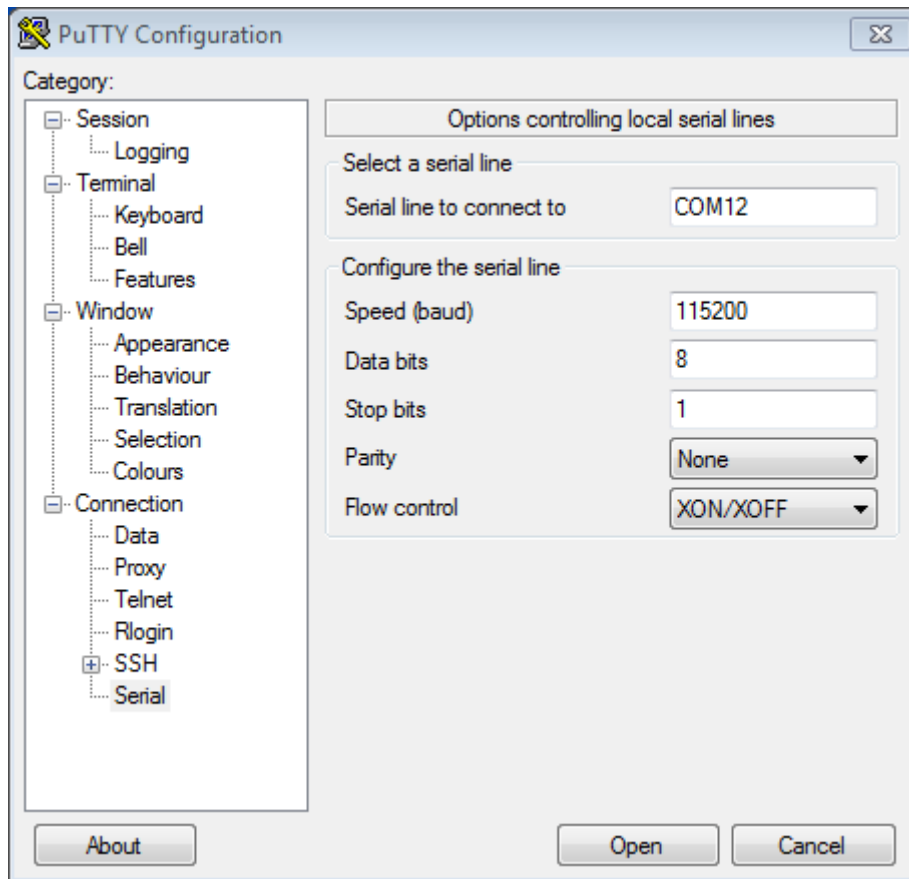 PuTTY Configuration
Category:
Session
Logging
Terminal
Keyboard
Bell
Features
Window
Appearance
Behaviour
Translation
Selection
Colours
Connection
Data
Proxy
Telnet
Rlogin
SSH
Serial
Options controlling local serial lines
Select a serial line
Serial line to connect to COM12
Configure the serial line
Speed (baud) 115200
Data bits 8
Stop bits 1
Parity None
Flow control XON/XOFF
About Open Cancel